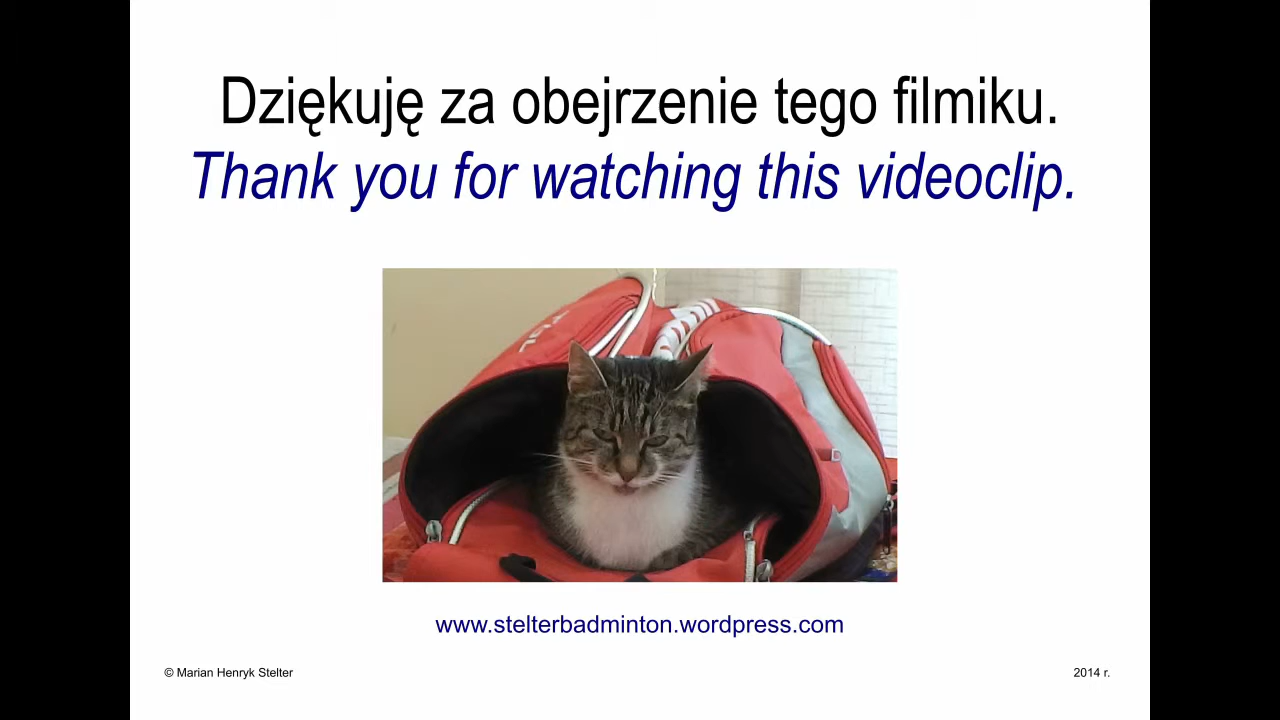 Dziękuję za obejrzenie tego filmiku.
Thank you for watching this videoclip.
www.stelterbadminton.wordpress.com
© Marian Henryk Stelter
2014 r.